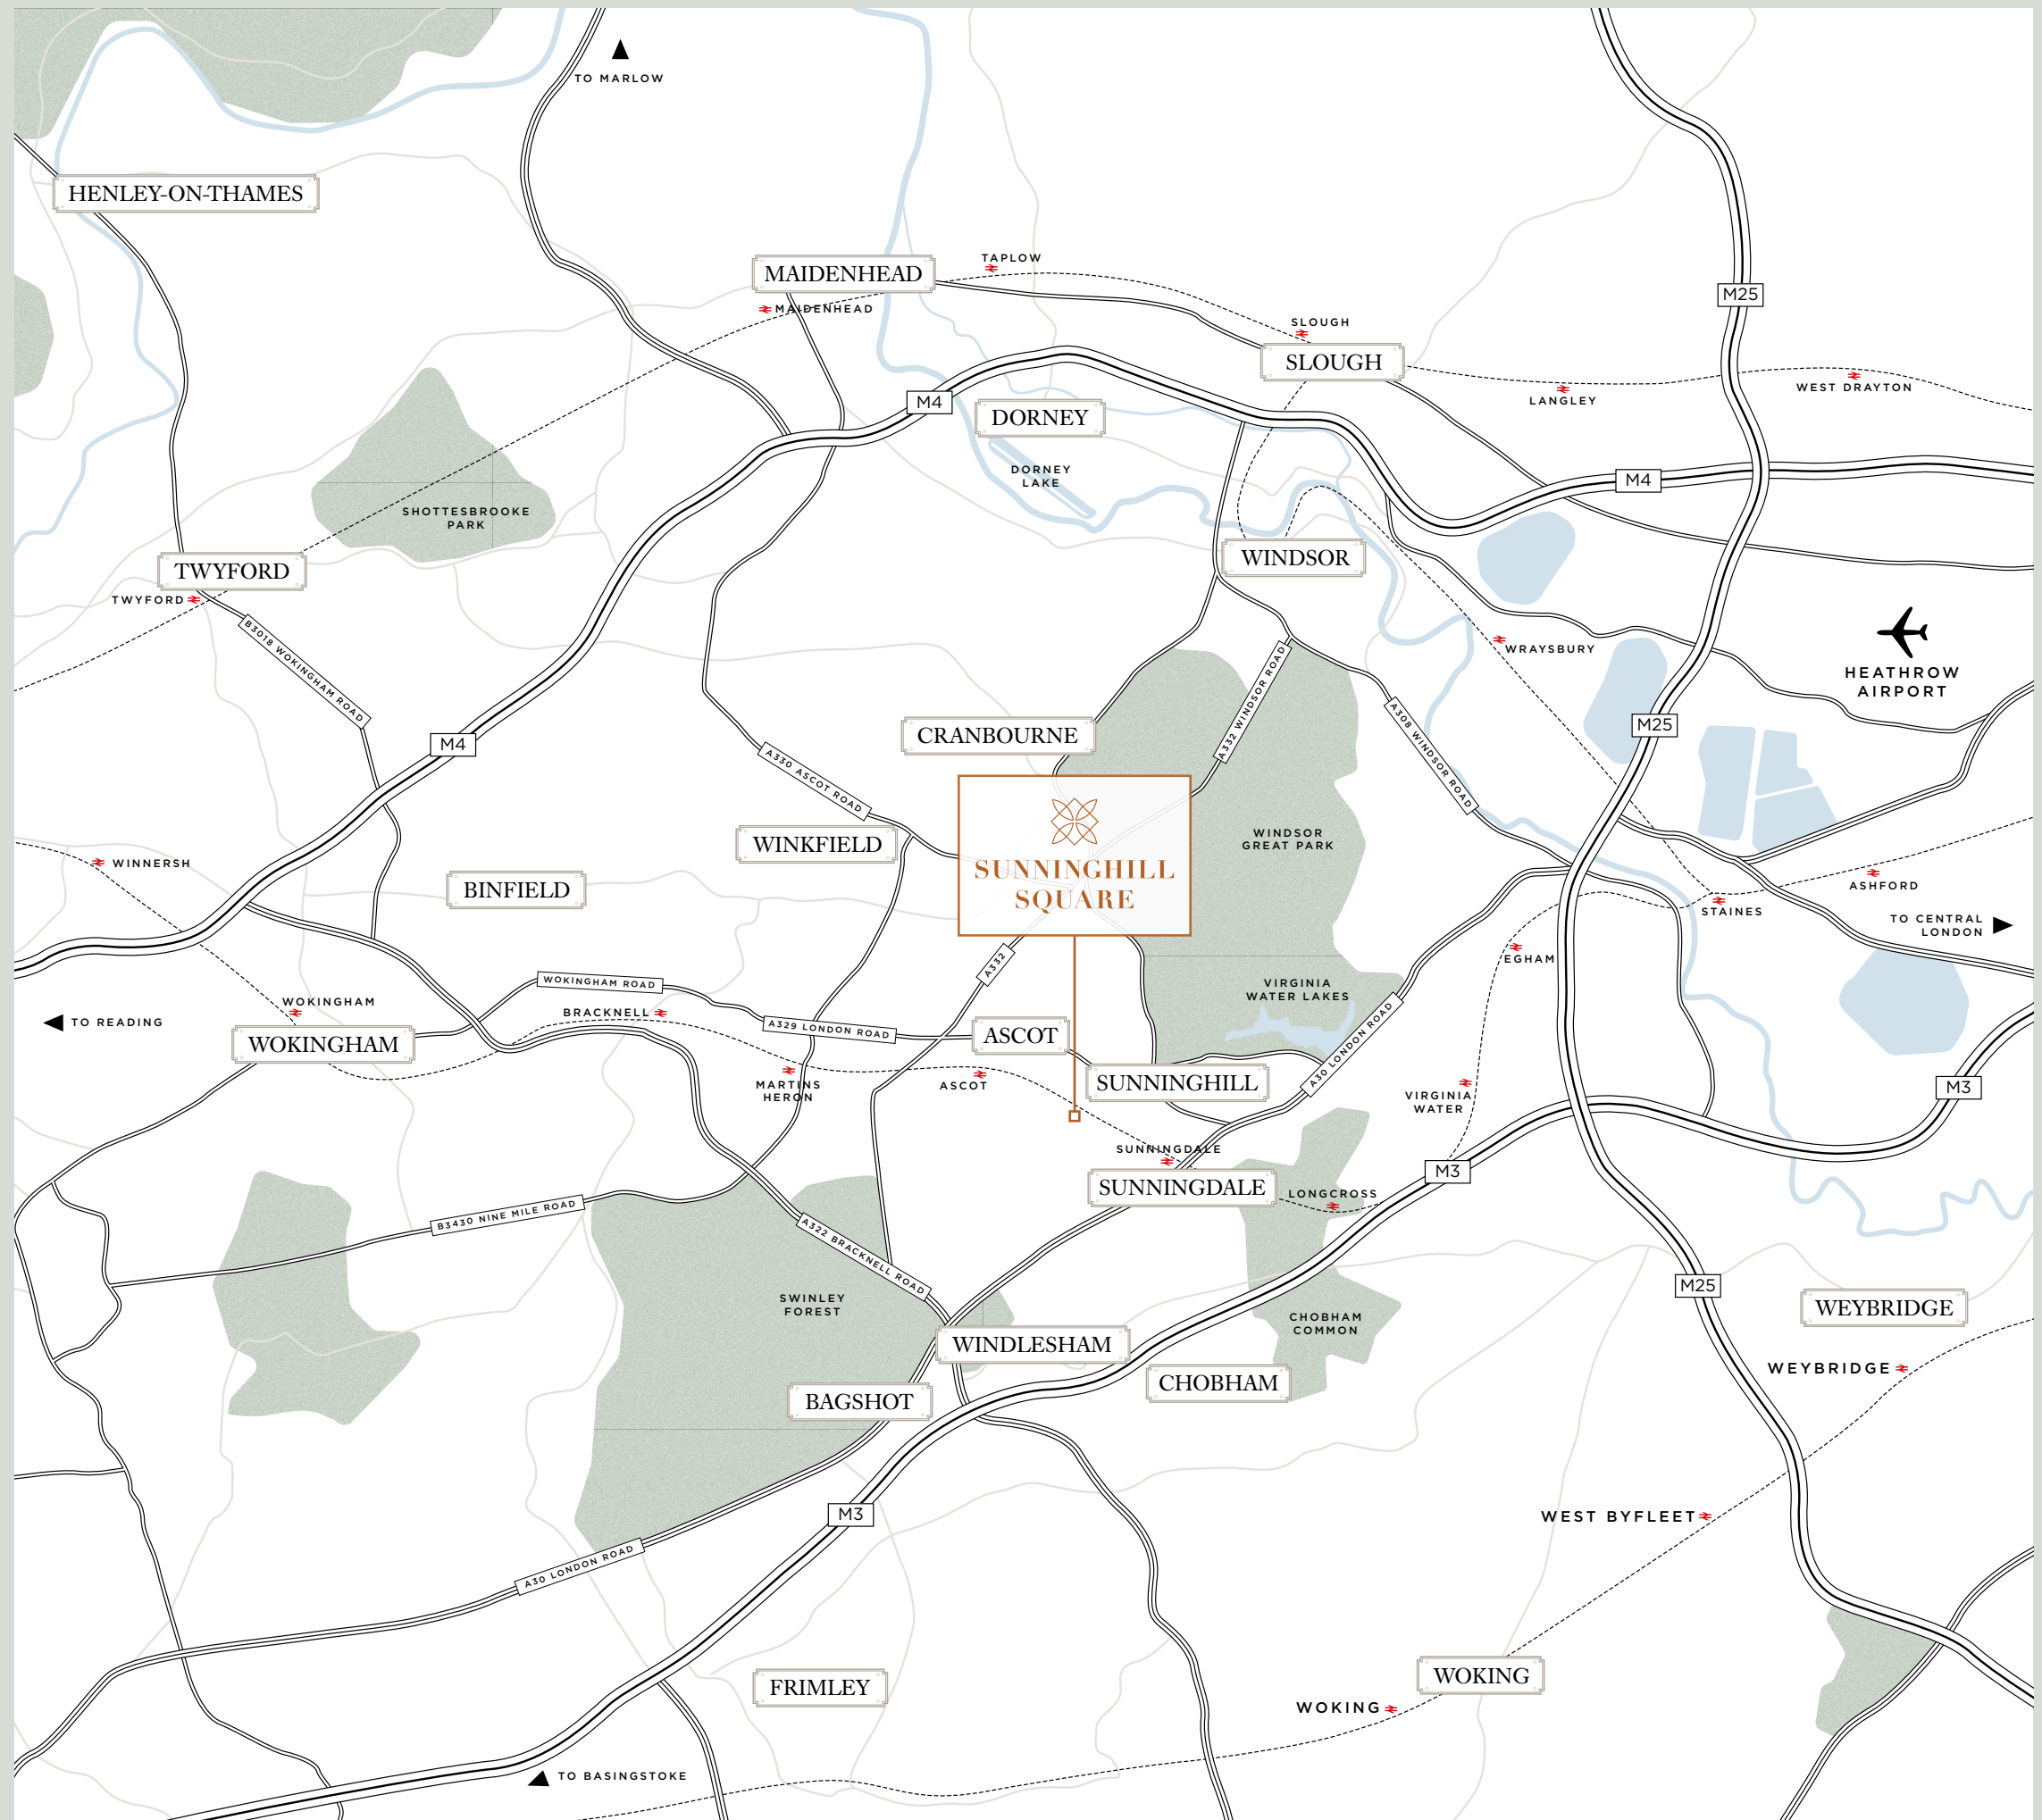 TO MARLOW
HENLEY-ON-THAMES
MAIDENHEAD
TAPLOW
MAIDENHEAD
M25
SLOUGH
SLOUGH
LANGLEY
WEST DRAYTON
M4
DORNEY
DORNEY
LAKE
M4
SHOTTESBROOKE
PARK
WINDSOR
TWYFORD
TWYFORD
B3018 WOKINGHAM ROAD
WRAYSBURY
HEATHROW
AIRPORT
A332 WINDSOR ROAD
A308 WINDSOR ROAD
M25
CRANBOURNE
M4
A330 ASCOT ROAD
WINKFIELD
SUNNINGHILL
SQUARE
WINDSOR
GREAT PARK
WINNERSH
BINFIELD
ASHFORD
STAINES
TO CENTRAL
LONDON
EGHAM
A332
WOKINGHAM ROAD
VIRGINIA
WATER LAKES
WOKINGHAM
BRACKNELL
TO READING
A329 LONDON ROAD
ASCOT
WOKINGHAM
A30 LONDON ROAD
SUNNINGHILL
MARTINS
HERON
ASCOT
VIRGINIA
WATER
M3
SUNNINGDALE
M3
SUNNINGDALE
LONGCROSS
B3430 NINE MILE ROAD
A322 BRACKNELL ROAD
M25
SWINLEY
FOREST
WEYBRIDGE
CHOBHAM
COMMON
WINDLESHAM
WEYBRIDGE
CHOBHAM
BAGSHOT
M3
WEST BYFLEET
A30 LONDON ROAD
WOKING
FRIMLEY
WOKING
TO BASINGSTOKE